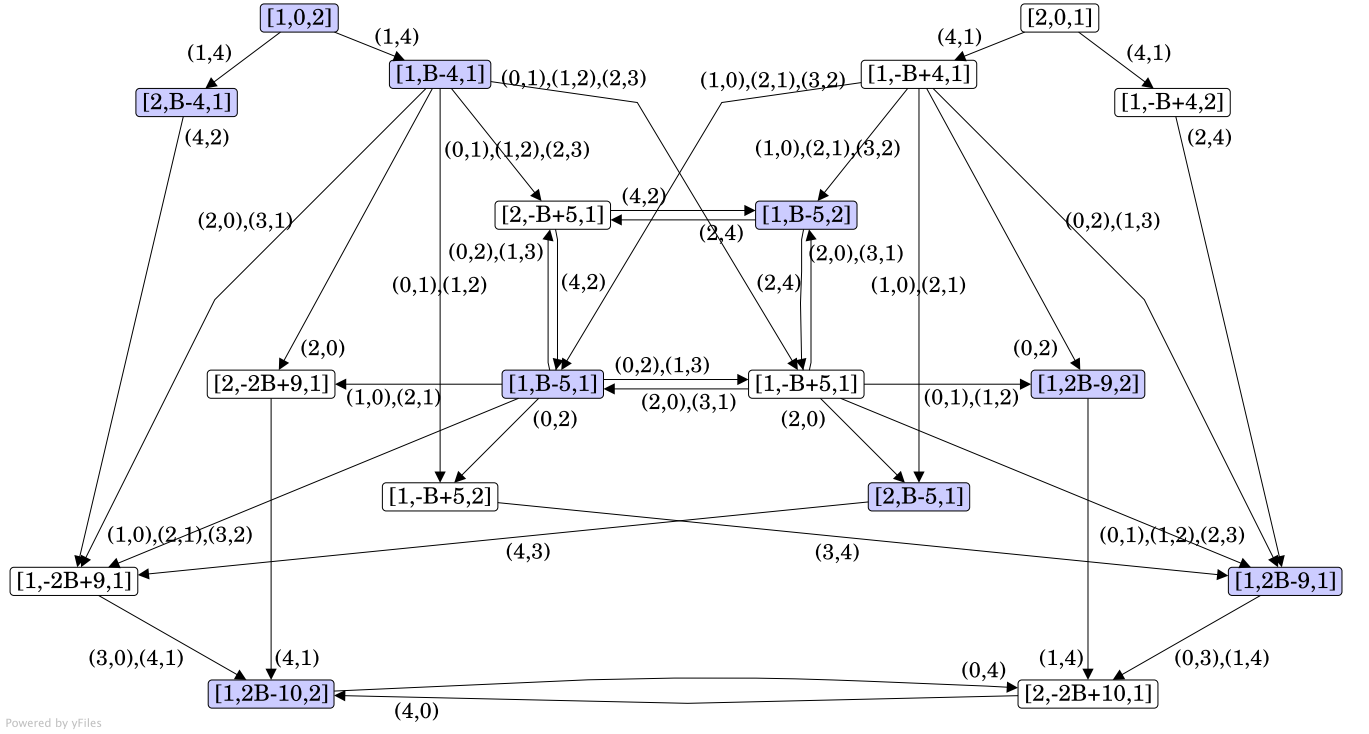 [1,0,2]
[2,0,1]
(1,4)
(1,4)
(4,1)
(4,1)
[2,B-4,1]
[1,B-4,1]
(0,1),(1,2),(2,3)
(1,0),(2,1),(3,2)
[1,-B+4,1]
[1,-B+4,2]
(4,2)
(0,1),(1,2),(2,3)
(1,0),(2,1),(3,2)
(2,4)
(2,0),(3,1)
[2,-B+5,1]
(4,2)
(2,4)
[1,B-5,2]
(0,2),(1,3)
(0,2),(1,3)
(2,0),(3,1)
(0,1),(1,2)
(4,2)
(2,4)
(1,0),(2,1)
(2,0)
(0,2)
[2,-2B+9,1]
(1,0),(2,1)
[1,B-5,1]
(0,2),(1,3)
(2,0),(3,1)
[1,-B+5,1]
(0,1),(1,2)
[1,2B-9,2]
(0,2)
(2,0)
[1,-B+5,2]
[2,B-5,1]
(1,0),(2,1),(3,2)
(4,3)
(3,4)
(0,1),(1,2),(2,3)
[1,-2B+9,1]
[1,2B-9,1]
(3,0),(4,1)
(4,1)
(0,4)
(1,4)
(0,3),(1,4)
[1,2B-10,2]
[2,-2B+10,1]
(4,0)
Powered by yFiles